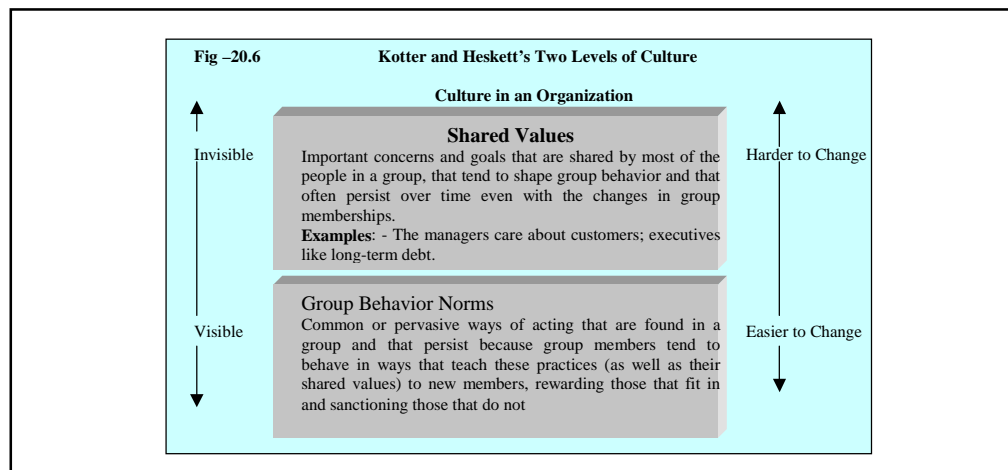 Fig –20.6 Kotter and Heskett's Two Levels of Culture
Culture in an Organization
Invisible
Visible
Shared Values
Important concerns and goals that are shared by most of the
people in a group, that tend to shape group behavior and that
often persist over time even with the changes in group
memberships.
Examples: - The managers care about customers; executives
like long-term debt.
Group Behavior Norms
Common or pervasive ways of acting that are found in a
group and that persist because group members tend to
behave in ways that teach these practices (as well as their
shared values) to new members, rewarding those that fit in
and sanctioning those that do not
Harder to Change
Easier to Change